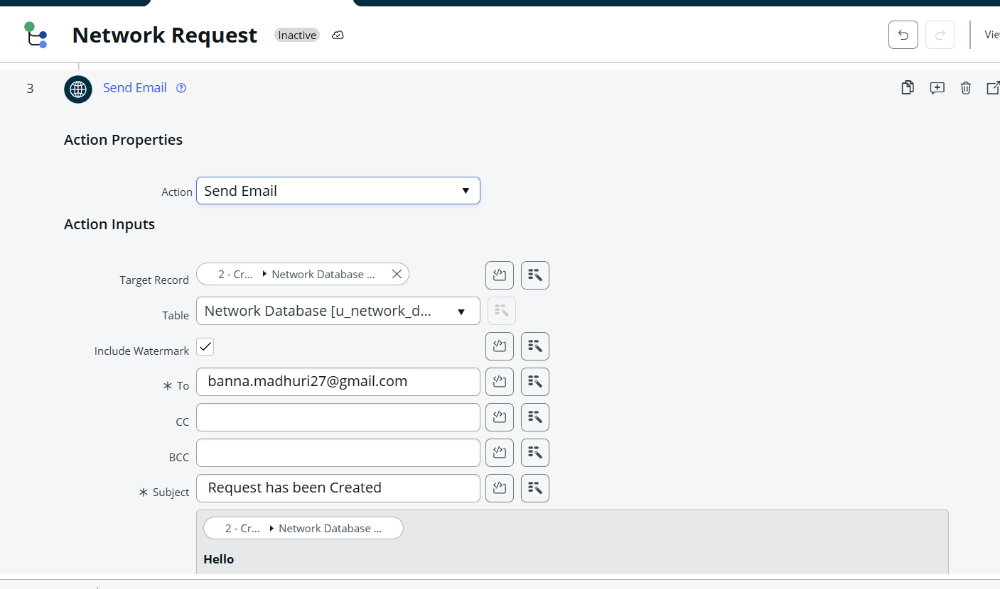 Network Request Inactive Vie
3 Send Email
Action Properties
Action Send Email
Action Inputs
Target Record 2 - Cr... Network Database ...
Table Network Database [u_network_d...
Include Watermark
* To banna.madhuri27@gmail.com
CC
BCC
* Subject Request has been Created
2 - Cr... Network Database ...
Hello